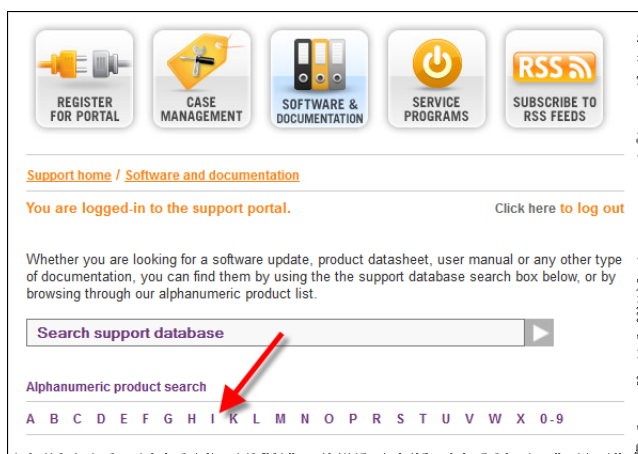 REGISTER
FOR PORTAL
CASE
MANAGEMENT
SOFTWARE &
DOCUMENTATION
SERVICE
PROGRAMS
RSS
SUBSCRIBE TO
RSS FEEDS
Support home / Software and documentation
You are logged-in to the support portal. Click here to log out
Whether you are looking for a software update, product datasheet, user manual or any other type
of documentation, you can find them by using the the support database search box below, or by
browsing through our alphanumeric product list.
Search support database
Alphanumeric product search
A B C D E F G H I K L M N O P R S T U V W X 0-9